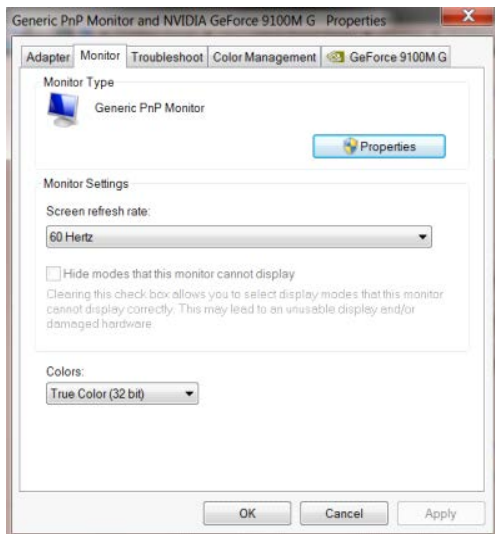 Generic PnP Monitor and NVIDIA GeForce 9100M G Properties
Adapter Monitor Troubleshoot Color Management GeForce 9100M G
Monitor Type
Generic PnP Monitor
Properties
Monitor Settings
Screen refresh rate:
60 Hertz
Hide modes that this monitor cannot display
Clearing this check box allows you to select display modes that this monitor
cannot display correctly. This may lead to an unusable display and/or
damaged hardware.
Colors:
True Color (32 bit)
OK Cancel Apply